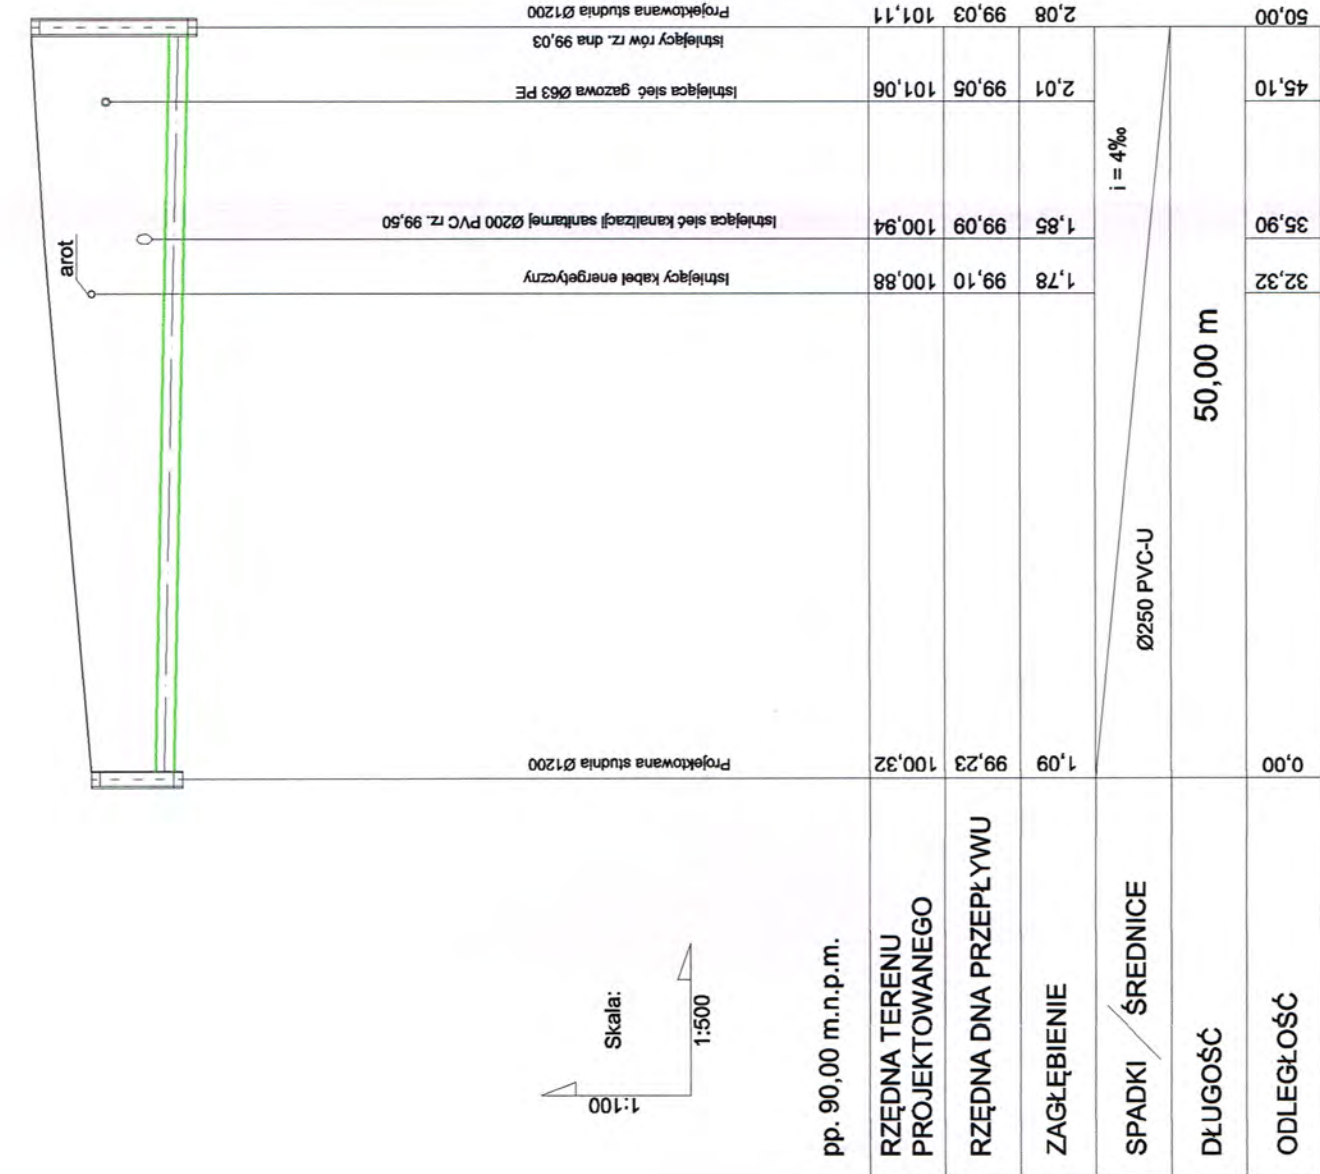 Projektowana studnia Ø1200
istniejący rów rz. dna 99,03
Istniejąca sieć gazowa Ø63 PE
Istniejąca sieć kanalizacji sanitarnej Ø200 PVC rz. 99,50
Istniejący kabel energetyczny
Projektowana studnia Ø1200
arot
Skala:
1:100
1:500
pp. 90,00 m.n.p.m.
RZĘDNA TERENU
PROJEKTOWANEGO
100,32 100,88 100,94 101,06 101,11
RZĘDNA DNA PRZEPŁYWU
99,23 99,10 99,09 99,05 99,03
ZAGŁĘBIENIE
1,09 1,78 1,85 2,01 2,08
SPADKI / ŚREDNICE
Ø250 PVC-U
i = 4‰
DŁUGOŚĆ
50,00 m
ODLEGŁOŚĆ
0,00 32,32 35,90 45,10 50,00